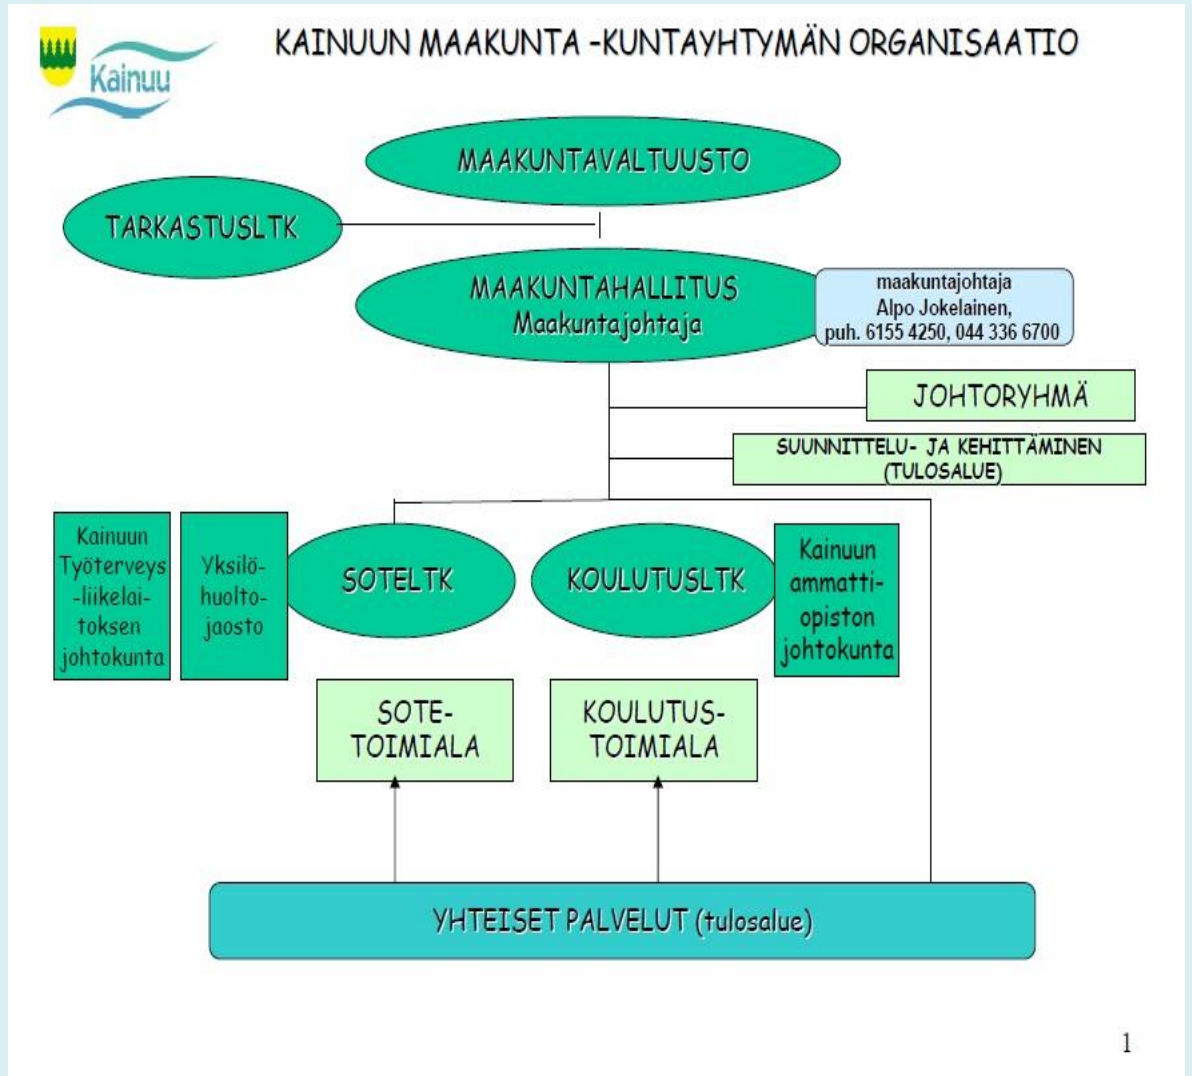 KAINUUN MAAKUNTA -KUNTAYHTYMÄN ORGANISAATIO
Kainuu
MAAKUNTAVALTUUSTO
TARKASTUSLTK
MAAKUNTAHALLITUS
Maakuntajohtaja
maakuntajohtaja
Alpo Jokelainen,
puh. 6155 4250, 044 336 6700
JOHTORYHMÄ
SUUNNITTELU- JA KEHITTÄMINEN
(TULOSALUE)
Kainuun
Työterveys
-liikelai-
toksen
johtokunta
Yksilö-
huolto-
jaosto
SOTELTK
KOULUTUSLTK
Kainuun
ammatti-
opiston
johtokunta
SOTE-
TOIMIALA
KOULUTUS-
TOIMIALA
YHTEISET PALVELUT (tulosalue)
1